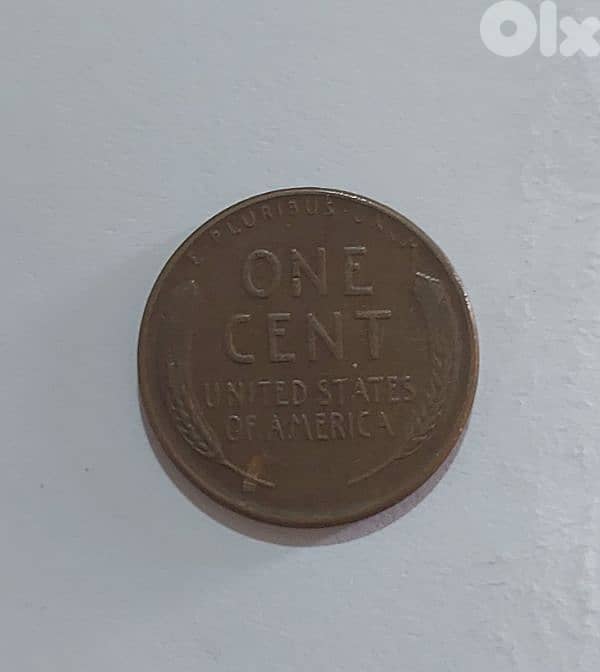 Olx
E PLURIBUS UNUM
ONE
CENT
UNITED STATES
OF AMERICA